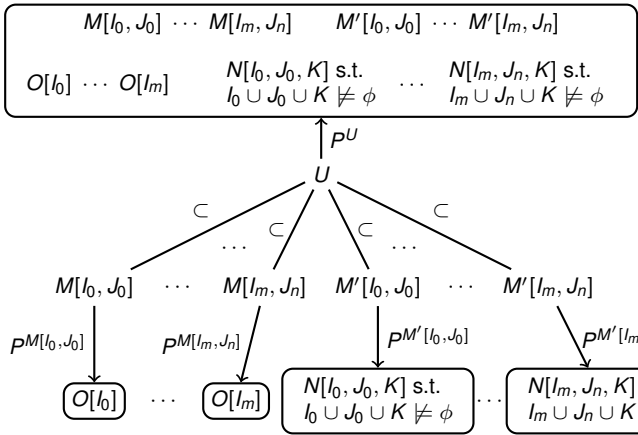 M[I₀, J₀] ··· M[Iₘ, Jₙ] M′[I₀, J₀] ··· M′[Iₘ, Jₙ]
O[I₀] ··· O[Iₘ] N[I₀, J₀, K] s.t. ··· N[Iₘ, Jₙ, K] s.t.
I₀ ∪ J₀ ∪ K ⊭ ϕ Iₘ ∪ Jₙ ∪ K ⊭ ϕ
Pᵁ
U
⊂ ⊂ ⊂ ⊂
··· ···
M[I₀, J₀] ··· M[Iₘ, Jₙ] M′[I₀, J₀] ··· M′[Iₘ, Jₙ]
P^M[I₀,J₀] P^M[Iₘ,Jₙ] P^M′[I₀,J₀] P^M′[Iₘ
O[I₀] ··· O[Iₘ] N[I₀, J₀, K] s.t. ··· N[Iₘ, Jₙ, K]
I₀ ∪ J₀ ∪ K ⊭ ϕ Iₘ ∪ Jₙ ∪ K